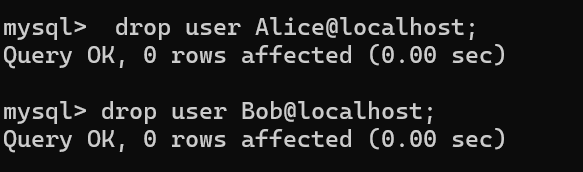 mysql>  drop user Alice@localhost;
Query OK, 0 rows affected (0.00 sec)
mysql> drop user Bob@localhost;
Query OK, 0 rows affected (0.00 sec)